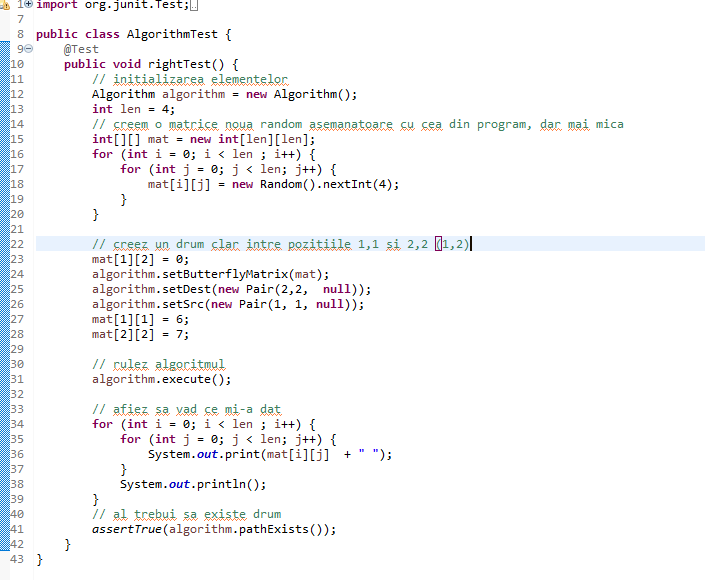 1 import org.junit.Test;
7
8 public class AlgorithmTest {
9 @Test
10 public void rightTest() {
11 // initializarea elementelor
12 Algorithm algorithm = new Algorithm();
13 int len = 4;
14 // creem o matrice noua random asemanatoare cu cea din program, dar mai mica
15 int[][] mat = new int[len][len];
16 for (int i = 0; i < len ; i++) {
17 for (int j = 0; j < len; j++) {
18 mat[i][j] = new Random().nextInt(4);
19 }
20 }
21
22 // creez un drum clar intre pozitiile 1,1 si 2,2 (1,2)
23 mat[1][2] = 0;
24 algorithm.setButterflyMatrix(mat);
25 algorithm.setDest(new Pair(2,2,  null));
26 algorithm.setSrc(new Pair(1, 1, null));
27 mat[1][1] = 6;
28 mat[2][2] = 7;
29
30 // rulez algoritmul
31 algorithm.execute();
32
33 // afiez sa vad ce mi-a dat
34 for (int i = 0; i < len ; i++) {
35 for (int j = 0; j < len; j++) {
36 System.out.print(mat[i][j]  + " ");
37 }
38 System.out.println();
39 }
40 // al trebui sa existe drum
41 assertTrue(algorithm.pathExists());
42 }
43 }